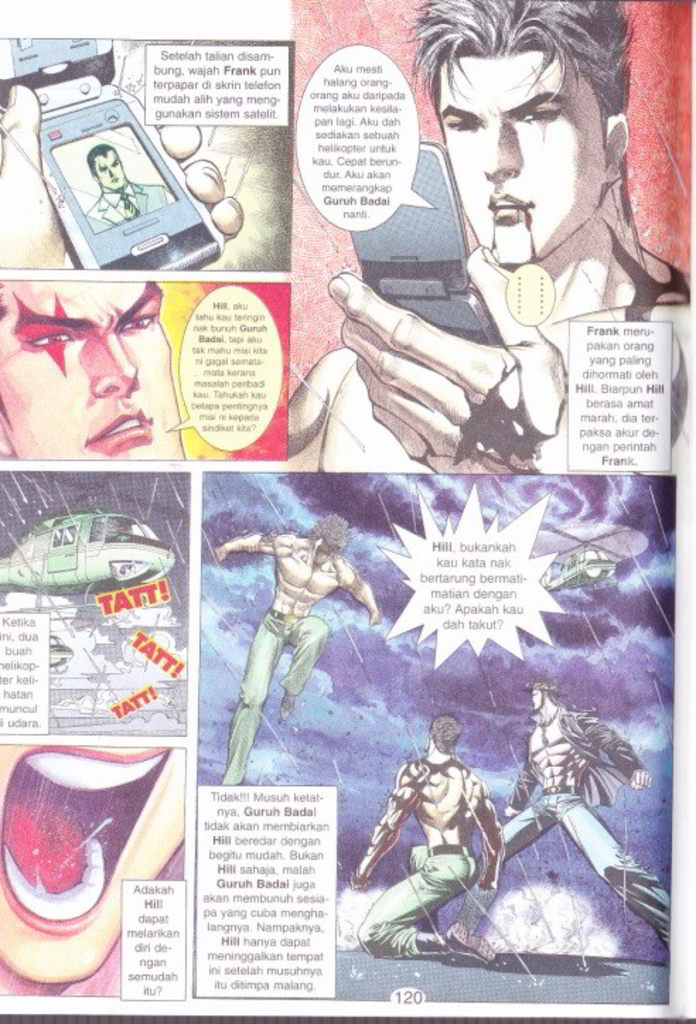 Setelah talian disam-
bung, wajah Frank pun
terpapar di skrin telefon
mudah alih yang meng-
gunakan sistem satelit.
Aku mesti
halang orang-
orang aku daripada
melakukan kesila-
pan lagi. Aku dah
sediakan sebuah
helikopter untuk
kau. Cepat berun-
dur. Aku akan
memerangkap
Guruh Badai
nanti.
Hill, aku
tahu kau teringin
nak bunuh Guruh
Badai, tapi aku
tak mahu misi kita
ni gagal semata-
mata kerana
masalah peribadi
kau. Tahukah kau
betapa pentingnya
misi ni kepada
sindiket kita?
Frank meru-
pakan orang
yang paling
dihormati oleh
Hill. Biarpun Hill
berasa amat
marah, dia ter-
paksa akur de-
ngan perintah
Frank.
TATT!
TATT!
TATT!
Ketika
ini, dua
buah
helikop-
ter keli-
hatan
muncul
di udara.
Hill, bukankah
kau kata nak
bertarung bermati-
matian dengan
aku? Apakah kau
dah takut?
Adakah
Hill
dapat
melarikan
diri de-
ngan
semudah
itu?
Tidak!!! Musuh ketat-
nya, Guruh Badai
tidak akan membiarkan
Hill beredar dengan
begitu mudah. Bukan
Hill sahaja, malah
Guruh Badai juga
akan membunuh sesia-
pa yang cuba mengha-
langnya. Nampaknya,
Hill hanya dapat
meninggalkan tempat
ini setelah musuhnya
itu ditimpa malang.
120